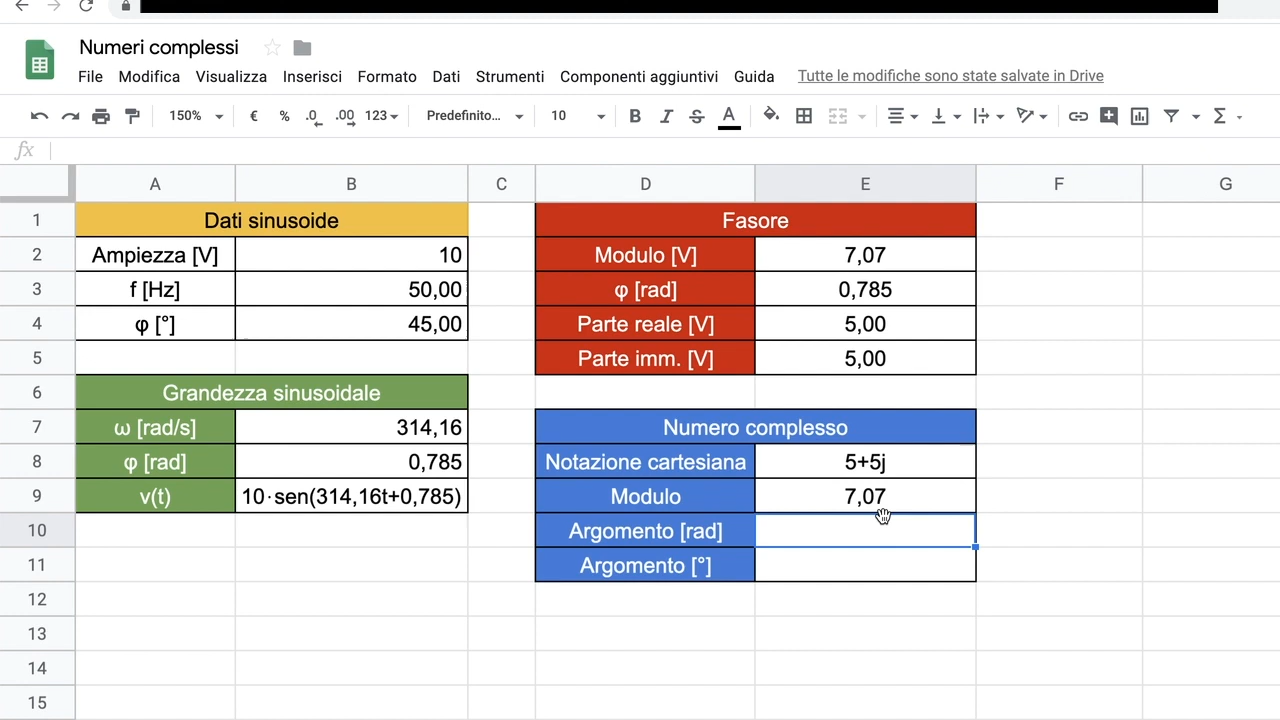 Numeri complessi
File Modifica Visualizza Inserisci Formato Dati Strumenti Componenti aggiuntivi Guida Tutte le modifiche sono state salvate in Drive
150% € % .0 .00 123 Predefinito... 10 B I S A Σ
fx
A B C D E F G
1 Dati sinusoide Fasore
2 Ampiezza [V] 10 Modulo [V] 7,07
3 f [Hz] 50,00 φ [rad] 0,785
4 φ [°] 45,00 Parte reale [V] 5,00
5 Parte imm. [V] 5,00
6 Grandezza sinusoidale
7 ω [rad/s] 314,16 Numero complesso
8 φ [rad] 0,785 Notazione cartesiana 5+5j
9 v(t) 10·sen(314,16t+0,785) Modulo 7,07
10 Argomento [rad]
11 Argomento [°]
12
13
14
15